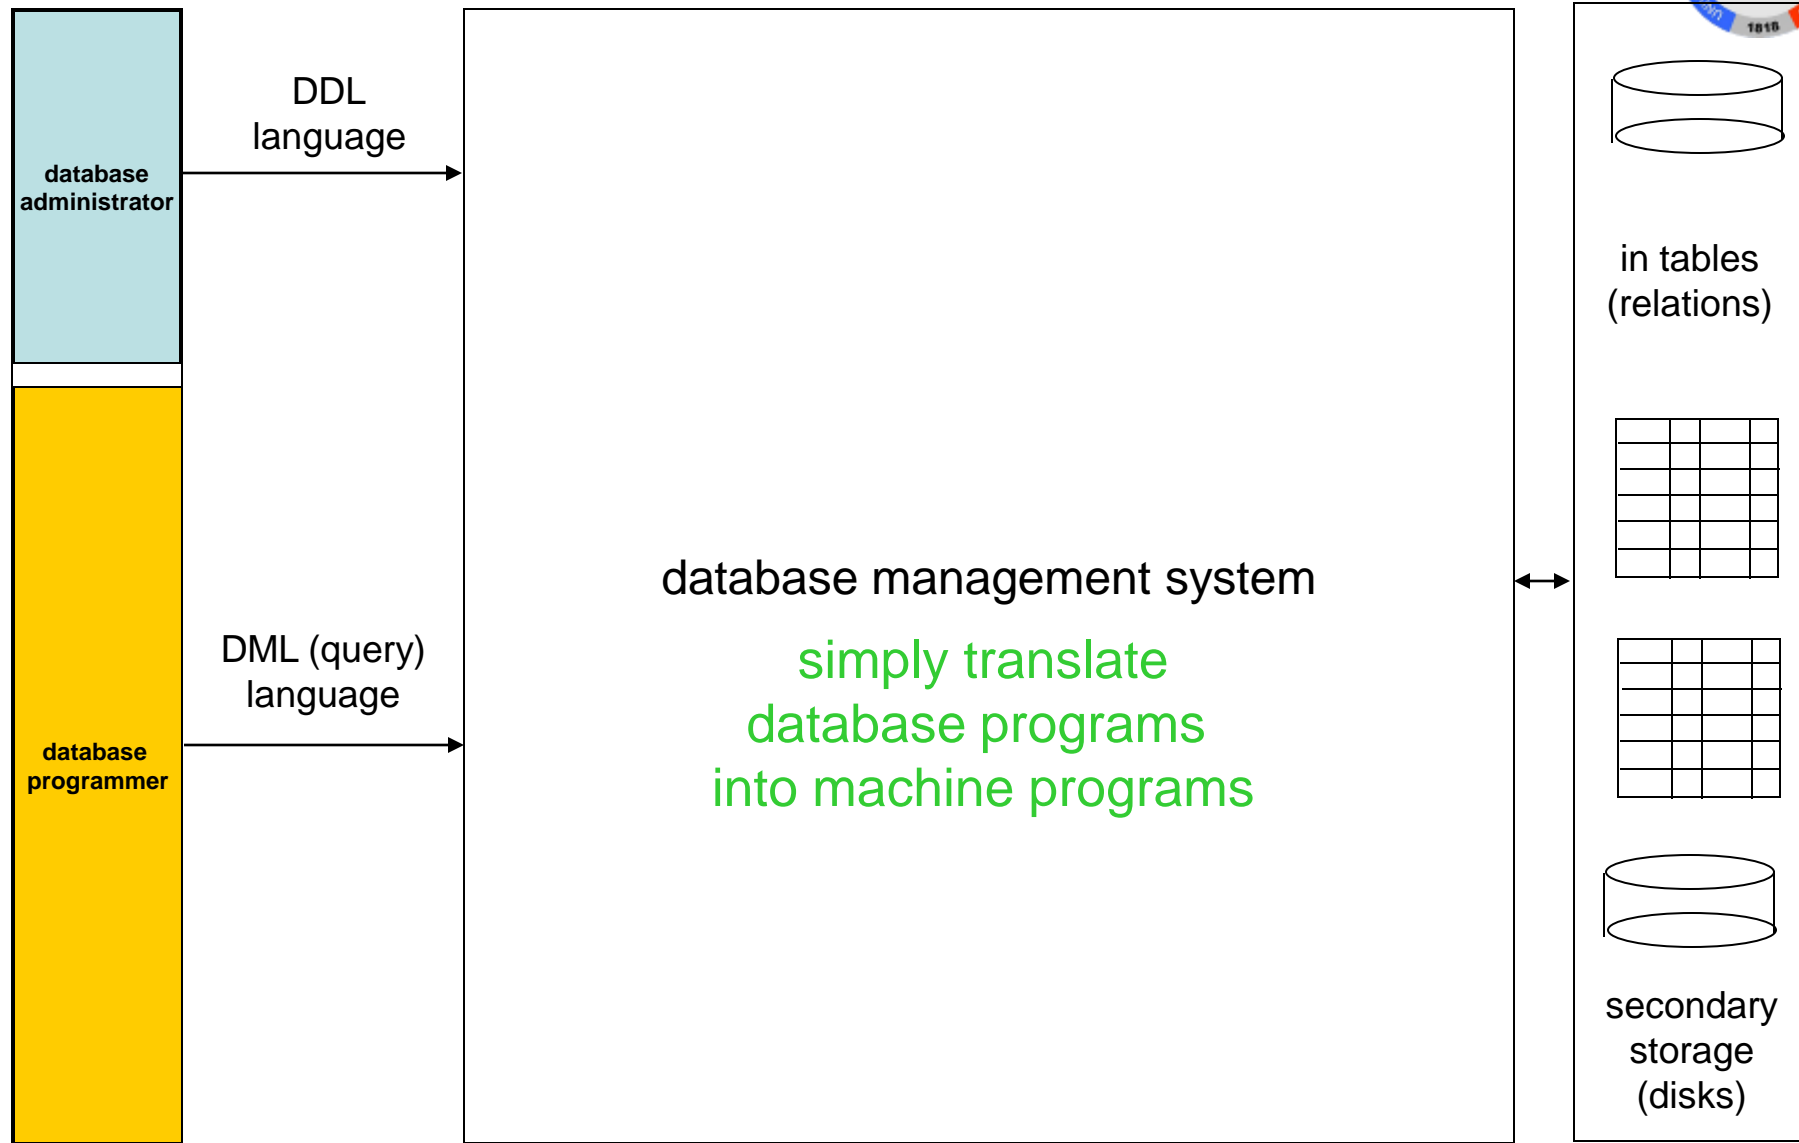 database
administrator
DDL
language
database
programmer
DML (query)
language
database management system
simply translate
database programs
into machine programs
1818
in tables
(relations)
secondary
storage
(disks)